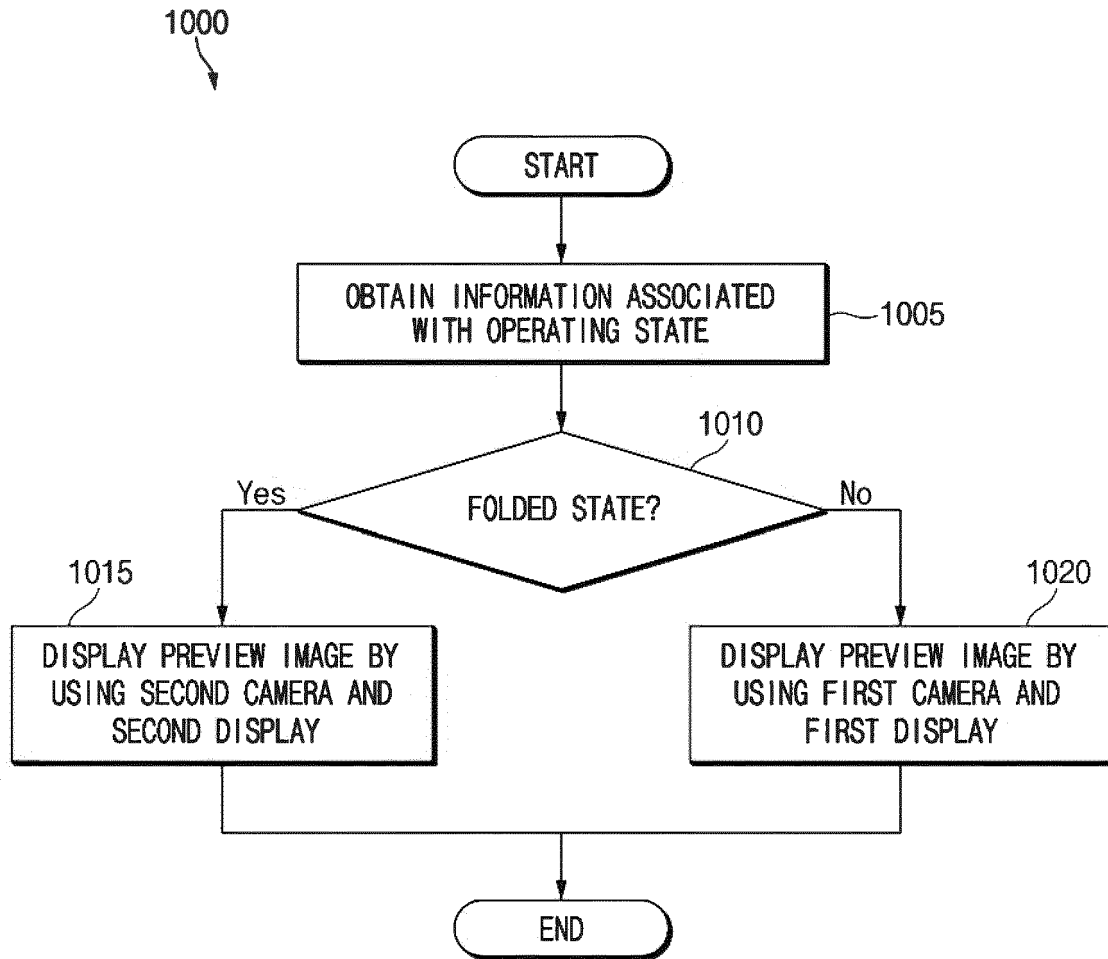 1000
START
OBTAIN INFORMATION ASSOCIATED
WITH OPERATING STATE
1005
1010
FOLDED STATE?
Yes
No
1015
DISPLAY PREVIEW IMAGE BY
USING SECOND CAMERA AND
SECOND DISPLAY
1020
DISPLAY PREVIEW IMAGE BY
USING FIRST CAMERA AND
FIRST DISPLAY
END